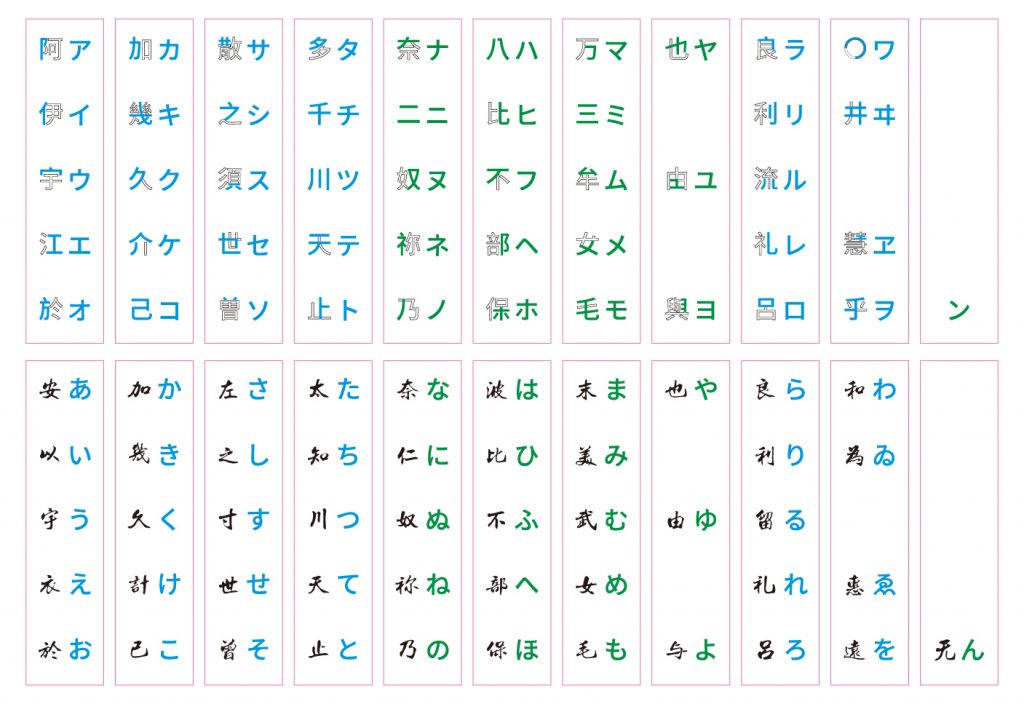 阿ア 加カ 散サ 多タ 奈ナ 八ハ 万マ 也ヤ 良ラ 〇ワ
伊イ 幾キ 之シ 千チ 二ニ 比ヒ 三ミ 利リ 井ヰ
宇ウ 久ク 須ス 川ツ 奴ヌ 不フ 牟ム 由ユ 流ル
江エ 介ケ 世セ 天テ 祢ネ 部ヘ 女メ 礼レ 慧ヱ
於オ 己コ 曽ソ 止ト 乃ノ 保ホ 毛モ 與ヨ 呂ロ 乎ヲ ン
安あ 加か 左さ 太た 奈な 波は 末ま 也や 良ら 和わ
以い 幾き 之し 知ち 仁に 比ひ 美み 利り 為ゐ
宇う 久く 寸す 川つ 奴ぬ 不ふ 武む 由ゆ 留る
衣え 計け 世せ 天て 祢ね 部へ 女め 礼れ 恵ゑ
於お 己こ 曽そ 止と 乃の 保ほ 毛も 与よ 呂ろ 遠を 无ん